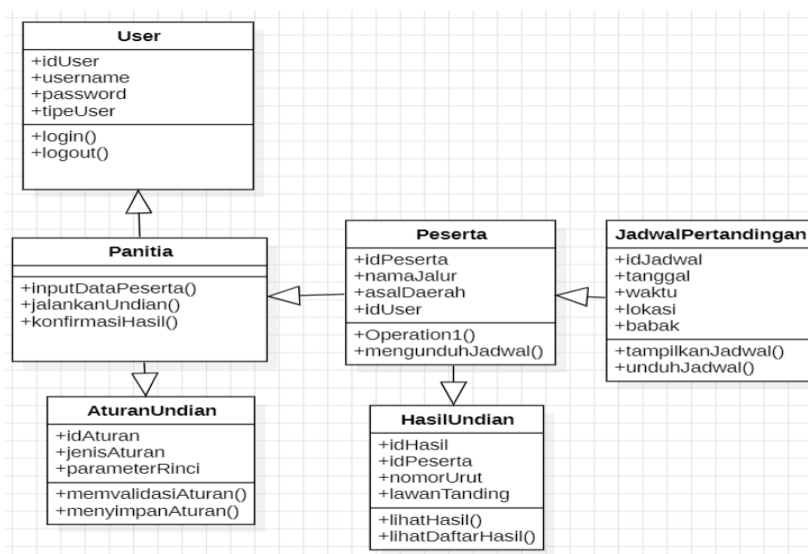 User
+idUser
+username
+password
+tipeUser
+login()
+logout()
Panitia
+inputDataPeserta()
+jalankanUndian()
+konfirmasiHasil()
Peserta
+idPeserta
+namaJalur
+asalDaerah
+idUser
+Operation1()
+mengunduhJadwal()
JadwalPertandingan
+idJadwal
+tanggal
+waktu
+lokasi
+babak
+tampilkanJadwal()
+unduhJadwal()
AturanUndian
+idAturan
+jenisAturan
+parameterRinci
+memvalidasiAturan()
+menyimpanAturan()
HasilUndian
+idHasil
+idPeserta
+nomorUrut
+lawanTanding
+lihatHasil()
+lihatDaftarHasil()